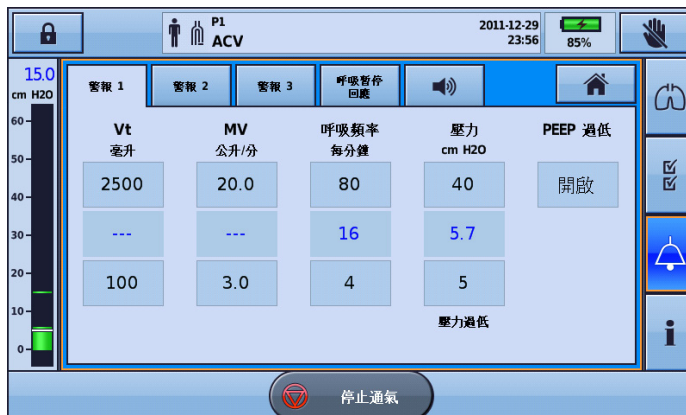 P1
ACV
2011-12-29
23:56
85%
15.0
cm H2O
60
50
40
30
20
10
0
警報 1
警報 2
警報 3
呼吸暫停
回應
Vt
毫升
MV
公升/分
呼吸頻率
每分鐘
壓力
cm H2O
PEEP 過低
2500
20.0
80
40
開啟
---
---
16
5.7
100
3.0
4
5
壓力過低
停止通氣